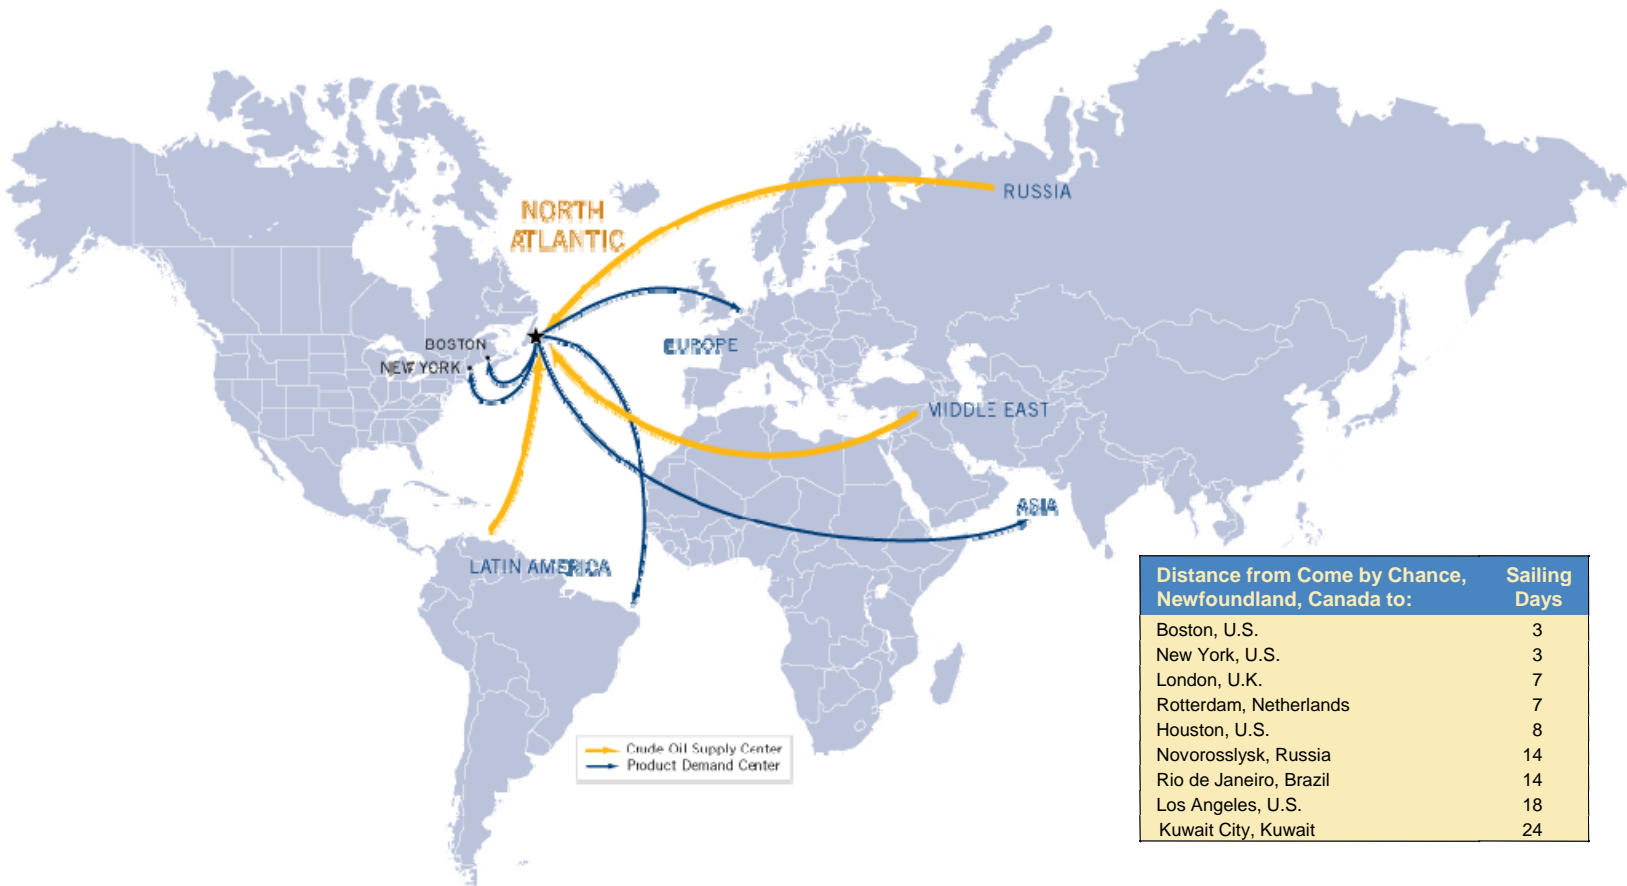 RUSSIA
NORTH
ATLANTIC
BOSTON
EUROPE
NEW YORK
MIDDLE EAST
ASIA
LATIN AMERICA
Distance from Come by Chance, Sailing
Newfoundland, Canada to: Days
Boston, U.S. 3
New York, U.S. 3
London, U.K. 7
Rotterdam, Netherlands 7
Houston, U.S. 8
Novorosslysk, Russia 14
Rio de Janeiro, Brazil 14
Los Angeles, U.S. 18
Kuwait City, Kuwait 24
Crude Oil Supply Center
Product Demand Center